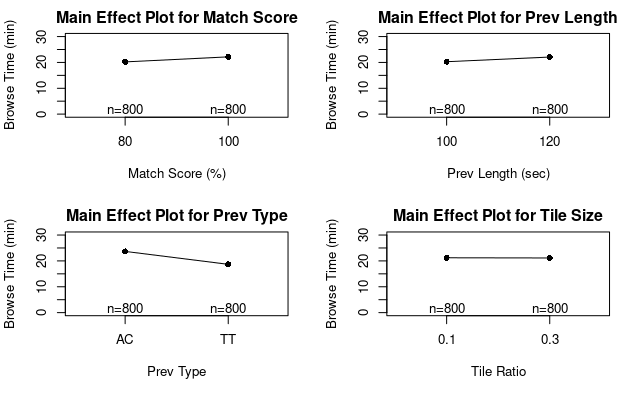 Main Effect Plot for Match Score
Browse Time (min)
0 10 20 30
n=800 n=800
80 100
Match Score (%)
Main Effect Plot for Prev Length
Browse Time (min)
0 10 20 30
n=800 n=800
100 120
Prev Length (sec)
Main Effect Plot for Prev Type
Browse Time (min)
0 10 20 30
n=800 n=800
AC TT
Prev Type
Main Effect Plot for Tile Size
Browse Time (min)
0 10 20 30
n=800 n=800
0.1 0.3
Tile Ratio